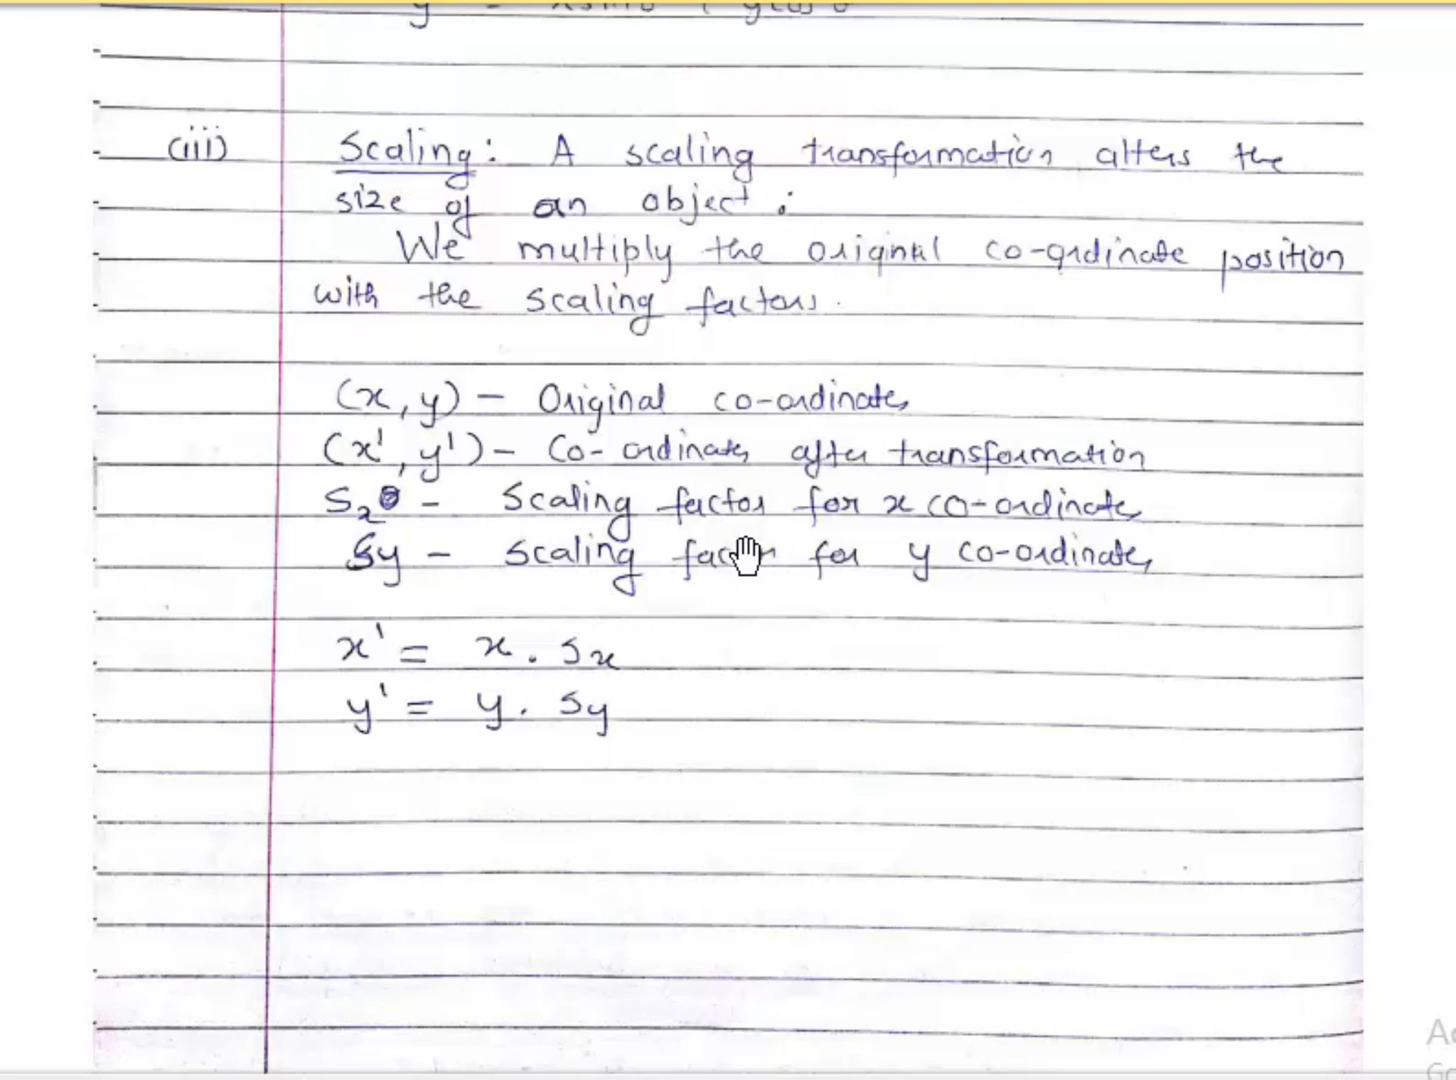 (iii) Scaling: A scaling transformation alters the
size of an object:
We multiply the original co-ordinate position
with the scaling factors.
(x, y) - Original co-ordinates
(x', y') - Co-ordinates after transformation
Sx - Scaling factor for x co-ordinates
Sy - Scaling factor for y co-ordinates
x' = x . Sx
y' = y . Sy